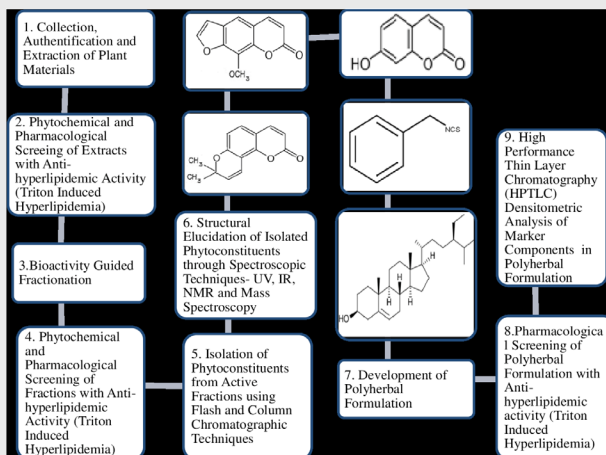 1. Collection,
Authentification and
Extraction of Plant
Materials
2. Phytochemical and
Pharmacological
Screeing of Extracts
with Anti-
hyperlipidemic Activity
(Triton Induced
Hyperlipidemia)
3.Bioactivity Guided
Fractionation
4. Phytochemical
and
Pharmacological
Screening of
Fractions with Anti-
hyperlipidemic
Activity (Triton
Induced
Hyperlipidemia)
5. Isolation of
Phytoconstituents
from Active
Fractions using
Flash and Column
Chromatographic
Techniques
6. Structural
Elucidation of Isolated
Phytoconstituents
through Spectroscopic
Techniques- UV, IR,
NMR and Mass
Spectroscopy
CH3
CH3
O
O
O
O
O
O
OCH3
HO
O
O
NCS
H
H
H
H
HO
7. Development of
Polyherbal
Formulation
8.Pharmacologica
l Screening of
Polyherbal
Formulation with
Anti-
hyperlipidemic
activity (Triton
Induced
Hyperlipidemia)
9. High
Performance
Thin Layer
Chromatography
(HPTLC)
Densitometric
Analysis of
Marker
Components in
Polyherbal
Formulation